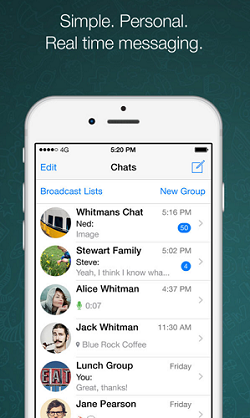 Simple. Personal.
Real time messaging.
4G 5:20 PM
Edit Chats
Broadcast Lists New Group
Whitmans Chat 5:16 PM
Ned: 50
Image
Stewart Family 5:02 PM
Steve: 4
Yeah, I think I know wha...
Alice Whitman 4:37 PM
0:07
Jack Whitman 11:30 AM
Blue Rock Coffee
EAT Lunch Group Friday
You:
Great, thanks!
Jane Pearson Friday